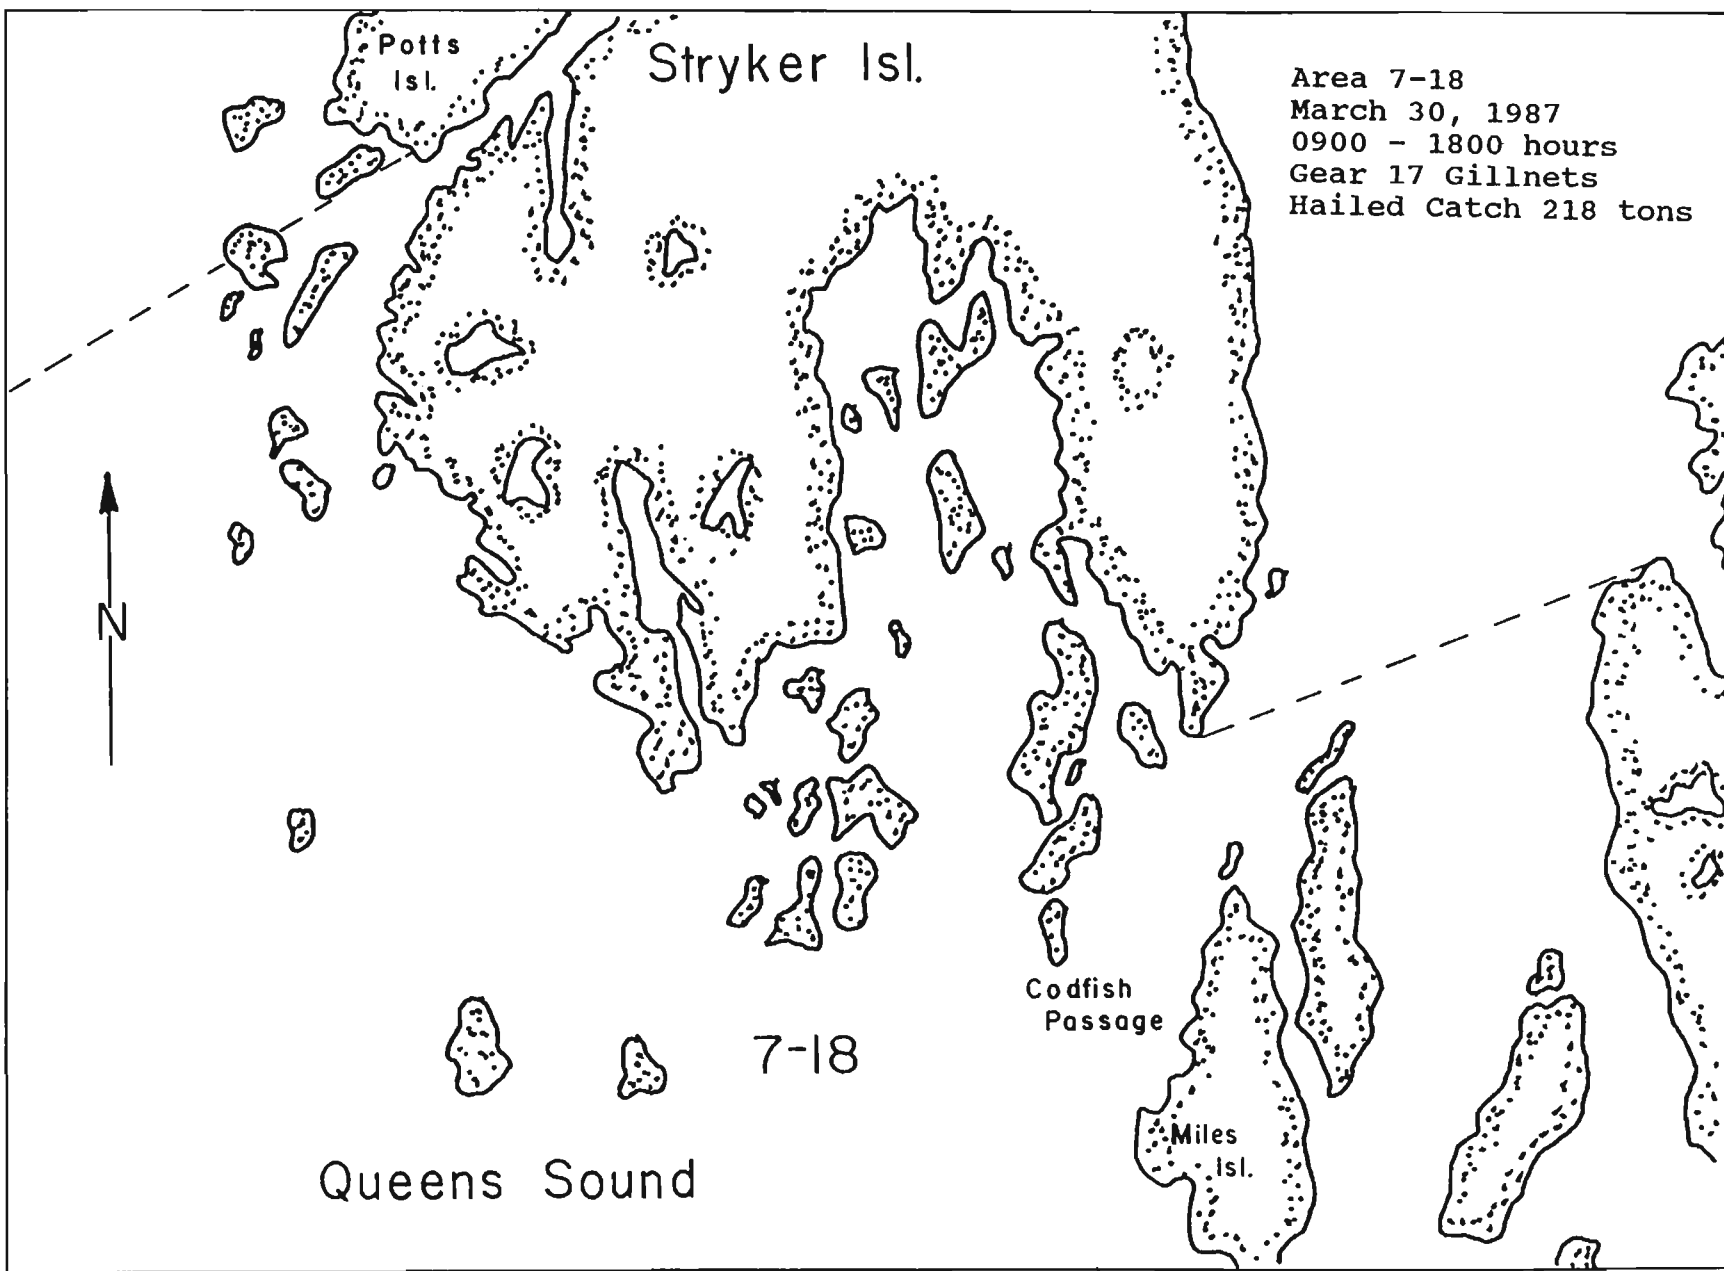 Potts
Isl.
Stryker Isl.
Area 7-18
March 30, 1987
0900 - 1800 hours
Gear 17 Gillnets
Hailed Catch 218 tons
N
Codfish
Passage
7-18
Miles
Isl.
Queens Sound